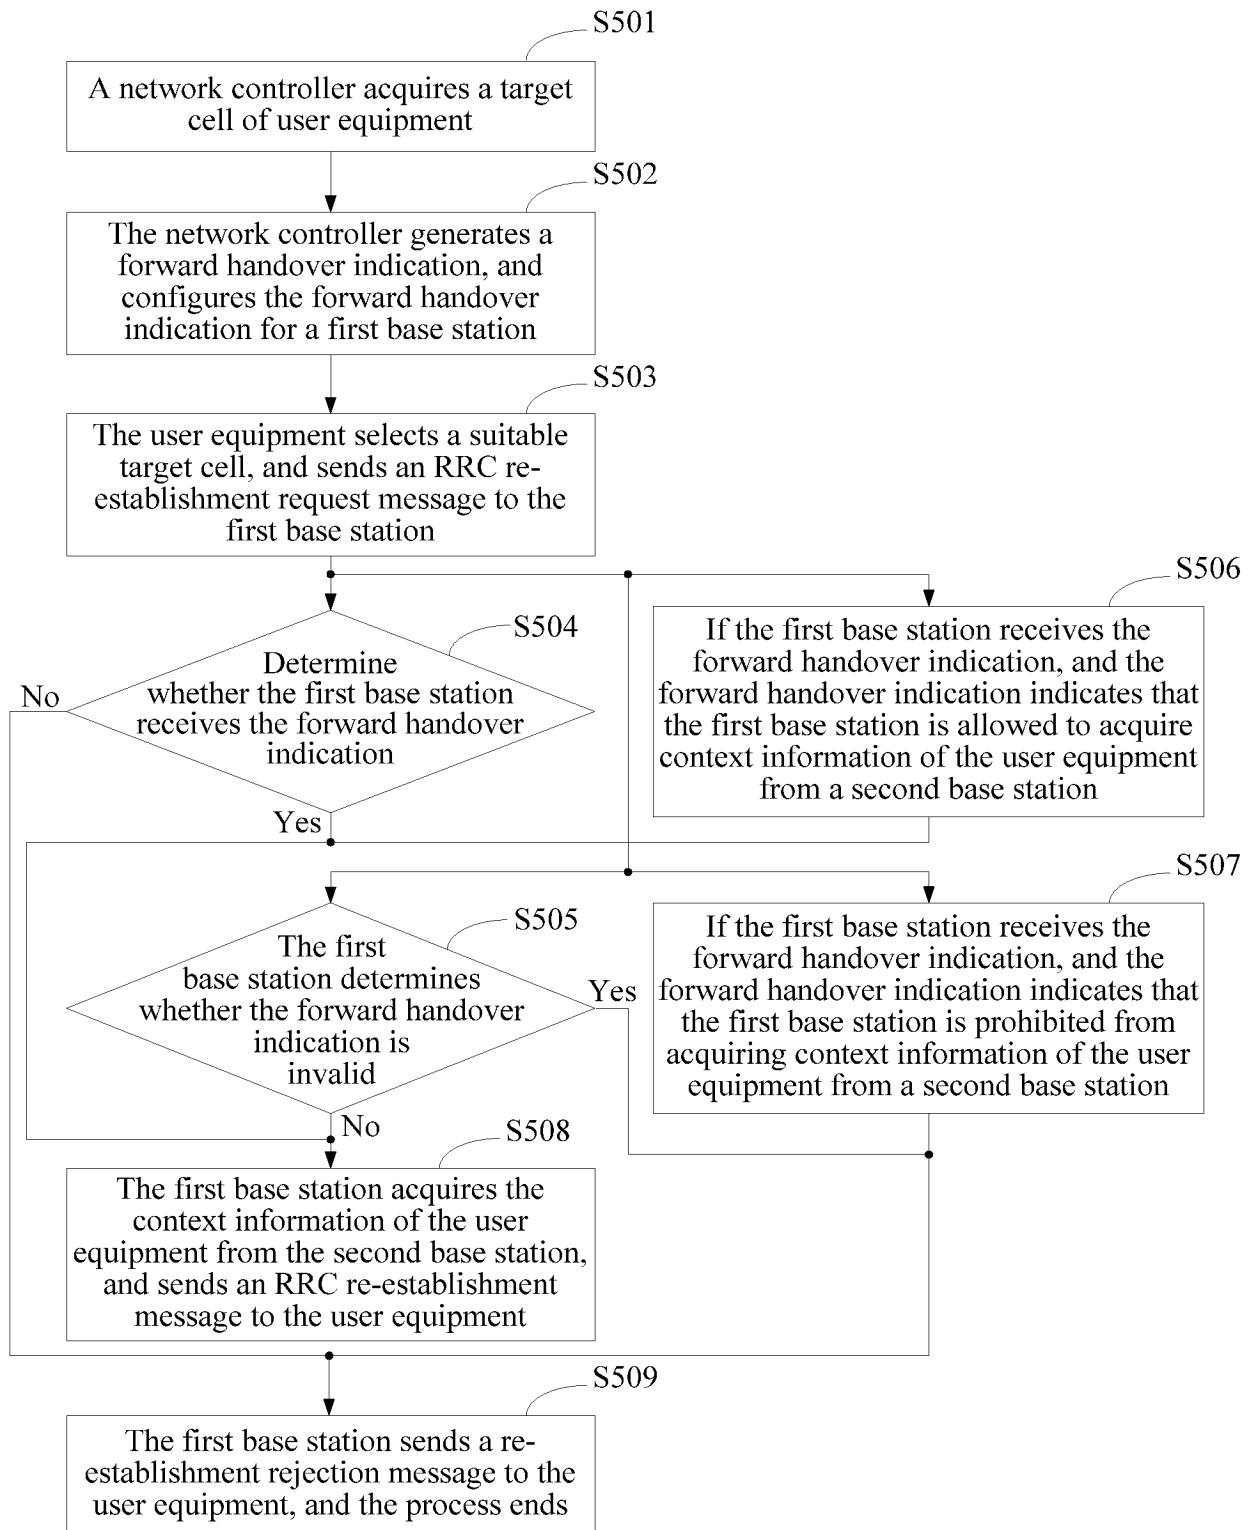 S501
A network controller acquires a target
cell of user equipment
S502
The network controller generates a
forward handover indication, and
configures the forward handover
indication for a first base station
S503
The user equipment selects a suitable
target cell, and sends an RRC re-
establishment request message to the
first base station
S504
Determine
whether the first base station
receives the forward handover
indication
No
Yes
S506
If the first base station receives the
forward handover indication, and the
forward handover indication indicates that
the first base station is allowed to acquire
context information of the user equipment
from a second base station
S505
The first
base station determines
whether the forward handover
indication is
invalid
Yes
No
S507
If the first base station receives the
forward handover indication, and the
forward handover indication indicates that
the first base station is prohibited from
acquiring context information of the user
equipment from a second base station
S508
The first base station acquires the
context information of the user
equipment from the second base station,
and sends an RRC re-establishment
message to the user equipment
S509
The first base station sends a re-
establishment rejection message to the
user equipment, and the process ends